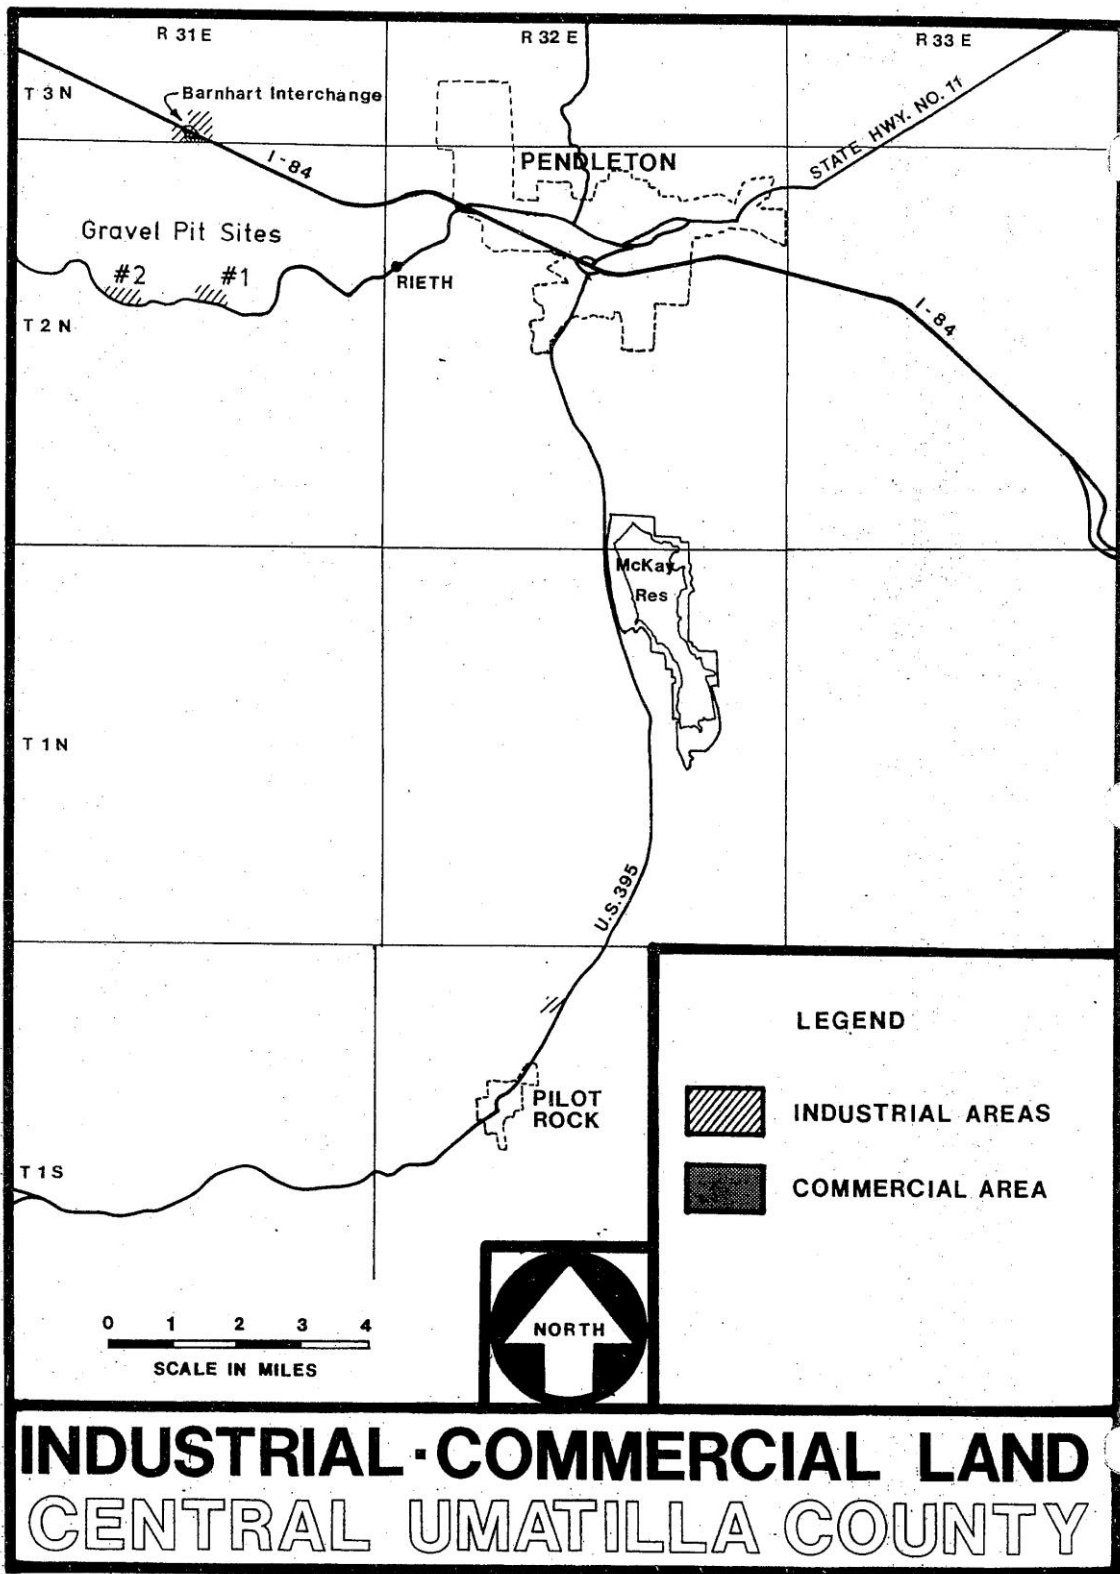 R 31 E
R 32 E
R 33 E
T 3 N
Barnhart Interchange
I-84
PENDLETON
STATE HWY. NO. 11
Gravel Pit Sites
#2
#1
RIETH
T 2 N
I-84
McKay
Res
T 1 N
U.S. 395
LEGEND
INDUSTRIAL AREAS
COMMERCIAL AREA
PILOT
ROCK
T 1 S
0 1 2 3 4
SCALE IN MILES
NORTH
INDUSTRIAL · COMMERCIAL LAND
CENTRAL UMATILLA COUNTY